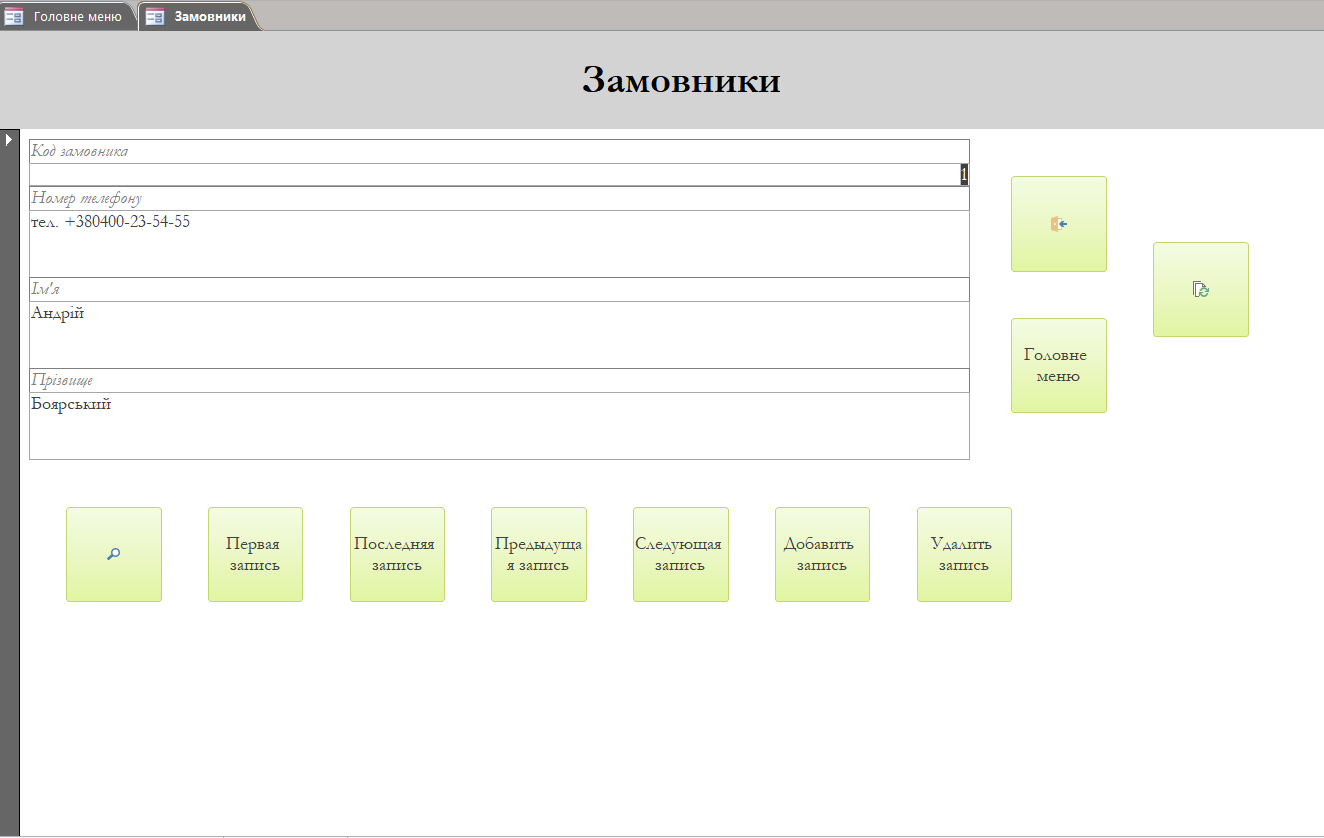 Головне меню
Замовники
Замовники
Код замовника
1
Номер телефону
тел. +380400-23-54-55
Ім'я
Андрій
Прізвище
Боярський
Головне
меню
Первая
запись
Последняя
запись
Предыдуща
я запись
Следующая
запись
Добавить
запись
Удалить
запись